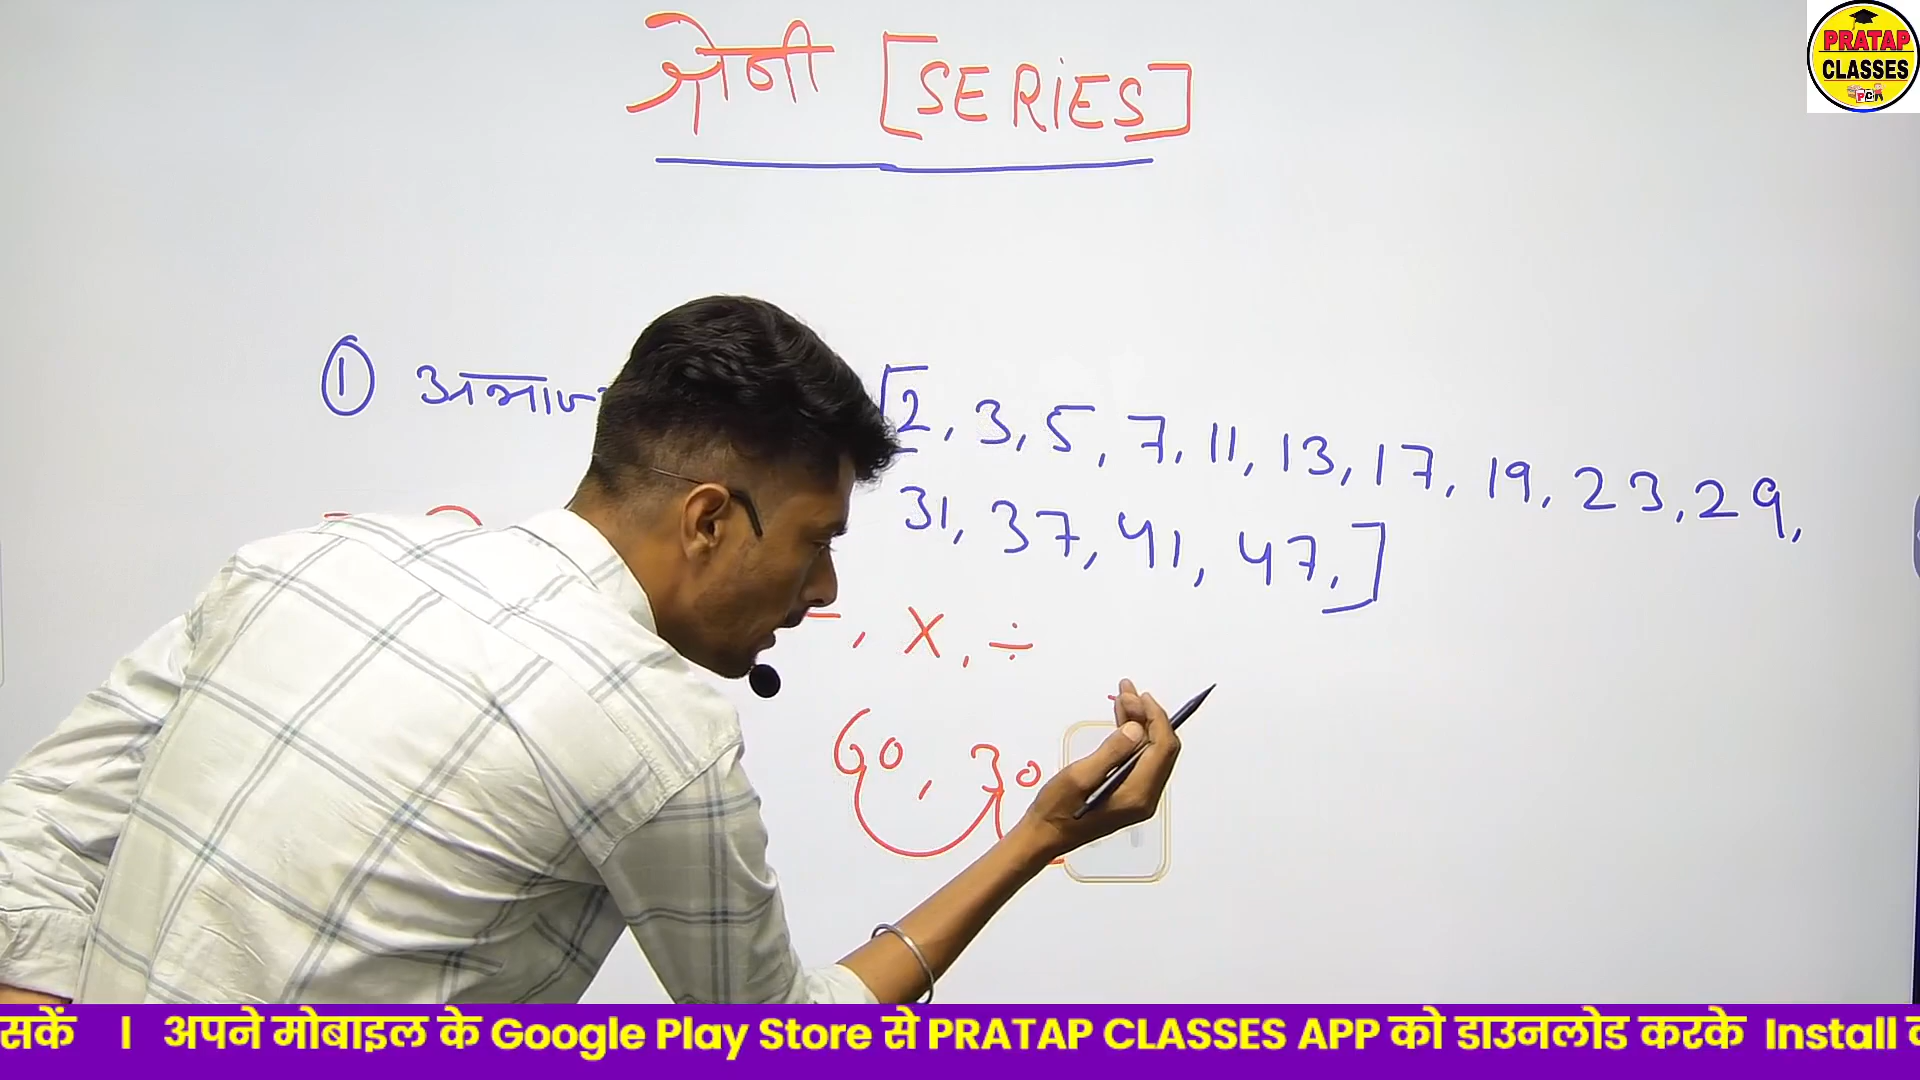 श्रेनी [SERIES]
PRATAP
CLASSES
① [2, 3, 5, 7, 11, 13, 17, 19, 23, 29,
31, 37, 41, 47,]
-, X, ÷
60, 30
सकें । अपने मोबाइल के Google Play Store से PRATAP CLASSES APP को डाउनलोड करके Install